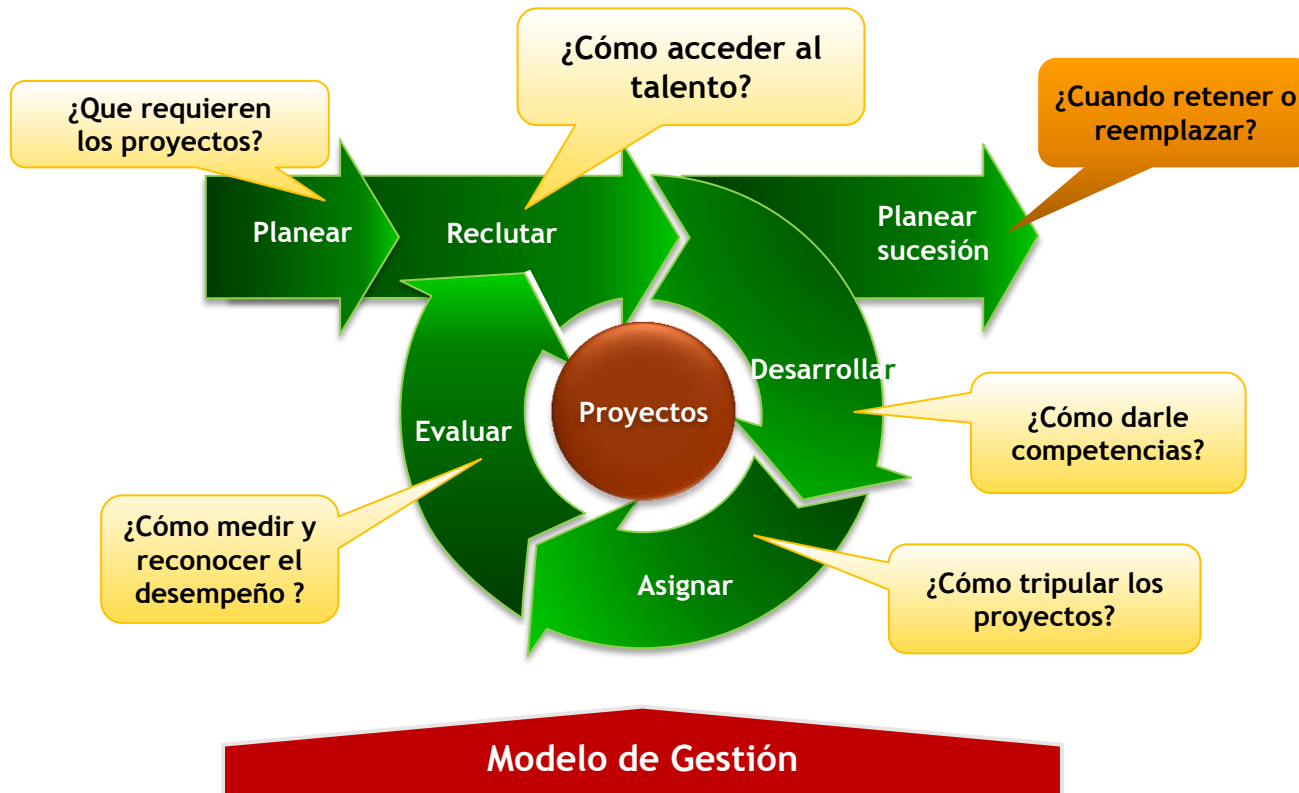 ¿Cómo acceder al
talento?
¿Que requieren
los proyectos?
¿Cuando retener o
reemplazar?
Planear
Reclutar
Planear
sucesión
Desarrollar
Proyectos
Evaluar
¿Cómo darle
competencias?
¿Cómo medir y
reconocer el
desempeño ?
Asignar
¿Cómo tripular los
proyectos?
Modelo de Gestión